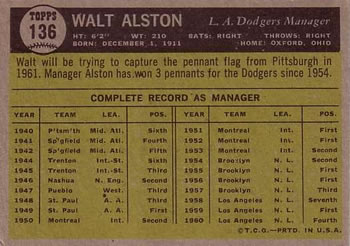 TOPPS 136 WALT ALSTON L. A. Dodgers Manager
HT: 6'2" WT: 210 BATS: RIGHT THROWS: RIGHT
BORN: DECEMBER 1, 1911 HOME: OXFORD, OHIO
Walt will be trying to capture the pennant flag from Pittsburgh in
1961. Manager Alston has won 3 pennants for the Dodgers since 1954.
COMPLETE RECORD AS MANAGER
YEAR TEAM LEA. POSITION YEAR TEAM LEA. POSITION
1940 P'tsm'th Mid. Atl. Sixth 1951 Montreal Int. First
1941 Sp'gfield Mid. Atl. Fourth 1952 Montreal Int. First
1942 Sp'gfield Mid. Atl. Fifth 1953 Montreal Int. Second
1944 Trenton Int-St. Sixth 1954 Brooklyn N. L. Second
1945 Trenton Int-St. Third 1955 Brooklyn N. L. First
1946 Nashua N. Eng. Second 1956 Brooklyn N. L. First
1947 Pueblo West. Third 1957 Brooklyn N. L. Third
1948 St. Paul A. A. Third 1958 Los Angeles N. L. Seventh
1949 St. Paul A. A. First 1959 Los Angeles N. L. First
1950 Montreal Int. Second 1960 Los Angeles N. L. Fourth
©T.C.G.—PRTD. IN U.S.A.